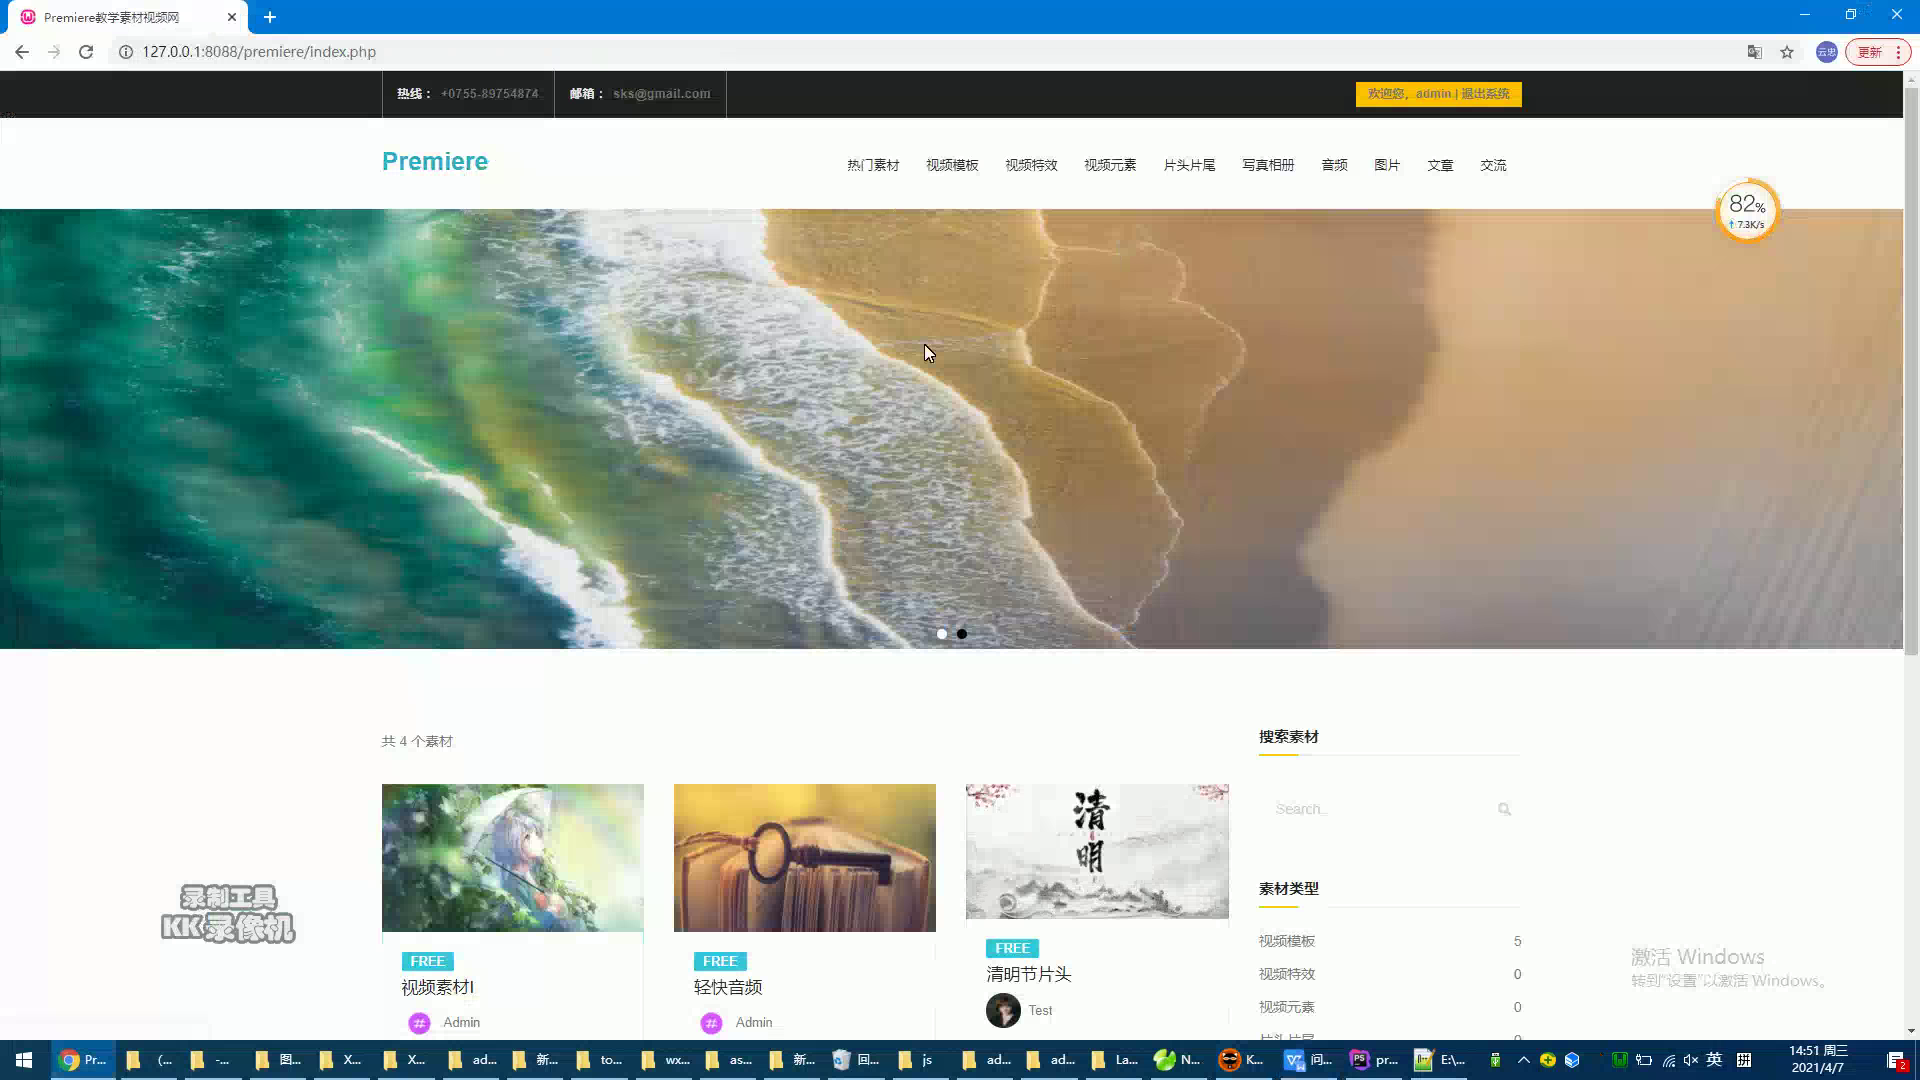 Premiere教学素材视频网
127.0.0.1:8088/premiere/index.php
云忠
更新
热线： +0755-89754874
邮箱： sks@gmail.com
欢迎您，admin | 退出系统
Premiere
热门素材 视频模板 视频特效 视频元素 片头片尾 写真相册 音频 图片 文章 交流
82%
↑ 7.3K/s
共 4 个素材
搜索素材
Search...
清
明
素材类型
录制工具
KK录像机
FREE
视频素材I
Admin
FREE
轻快音频
Admin
FREE
清明节片头
Test
视频模板 5
视频特效 0
视频元素 0
片头片尾 0
激活 Windows
转到"设置"以激活 Windows。
Pr... (... -... 图... X... X... ad... 新... to... wx... as... 新... 回... js ad... ad... La... N... K... 问... pr... E:\... 英 拼
14:51 周三
2021/4/7
2